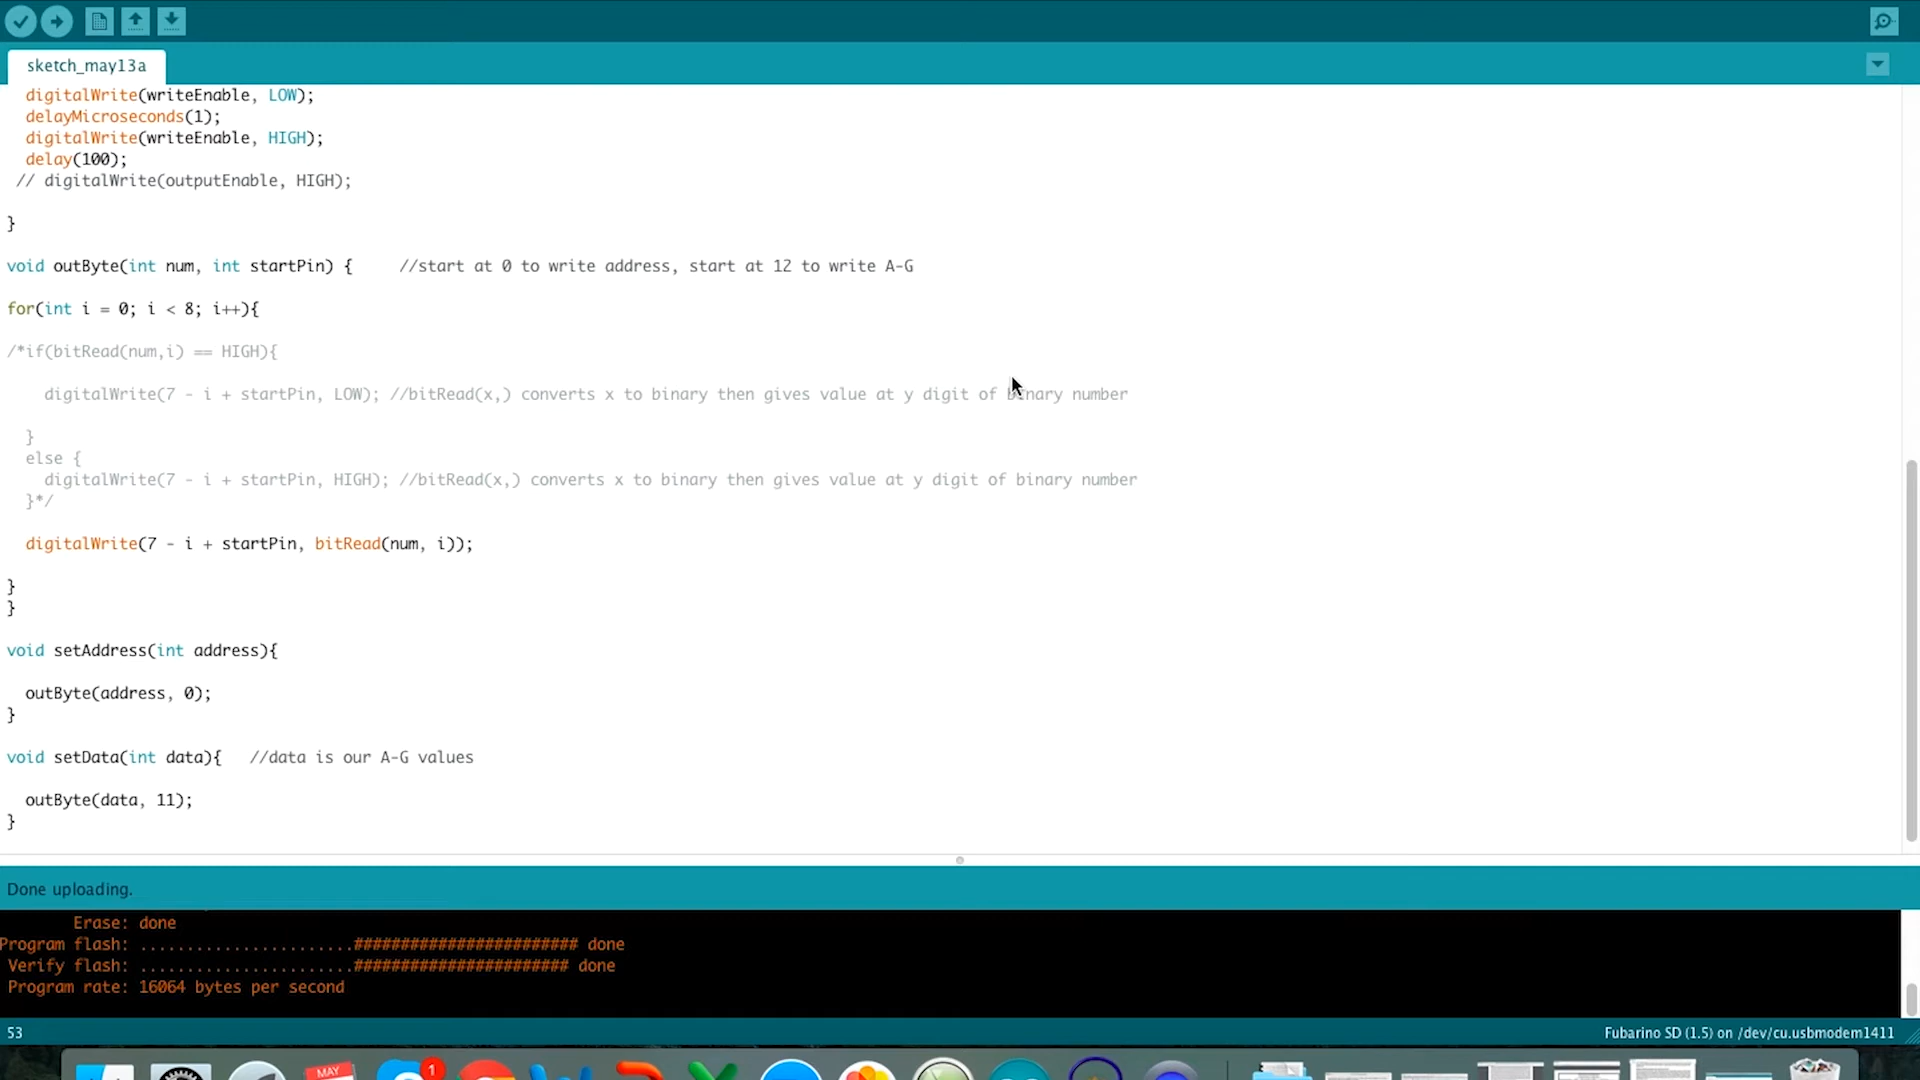 sketch_may13a
digitalWrite(writeEnable, LOW);
delayMicroseconds(1);
digitalWrite(writeEnable, HIGH);
delay(100);
// digitalWrite(outputEnable, HIGH);
}
void outByte(int num, int startPin) {     //start at 0 to write address, start at 12 to write A-G
for(int i = 0; i < 8; i++){
/*if(bitRead(num,i) == HIGH){
digitalWrite(7 - i + startPin, LOW); //bitRead(x,) converts x to binary then gives value at y digit of binary number
}
else {
digitalWrite(7 - i + startPin, HIGH); //bitRead(x,) converts x to binary then gives value at y digit of binary number
}*/
digitalWrite(7 - i + startPin, bitRead(num, i));
}
}
void setAddress(int address){
outByte(address, 0);
}
void setData(int data){   //data is our A-G values
outByte(data, 11);
}
Done uploading.
Erase: done
Program flash: .......................######################## done
Verify flash: .......................####################### done
Program rate: 16064 bytes per second
53
Fubarino SD (1.5) on /dev/cu.usbmodem1411
1
MAY